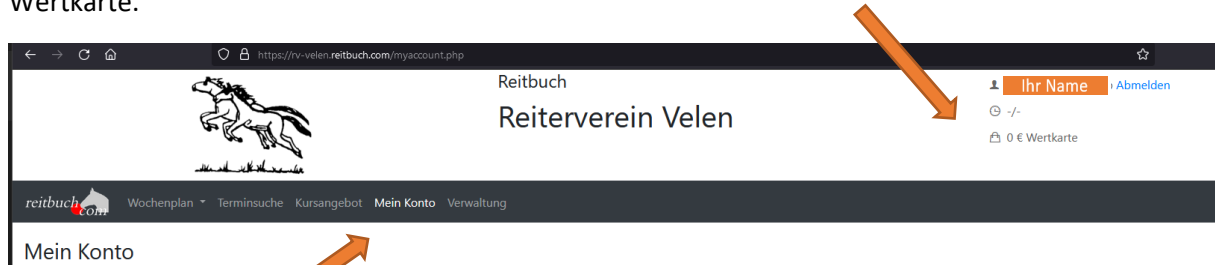 Wertkarte.
https://rv-velen.reitbuch.com/myaccount.php
Reitbuch
Reiterverein Velen
Ihr Name Abmelden
-/-
0 € Wertkarte
reitbuch.com Wochenplan Terminsuche Kursangebot Mein Konto Verwaltung
Mein Konto